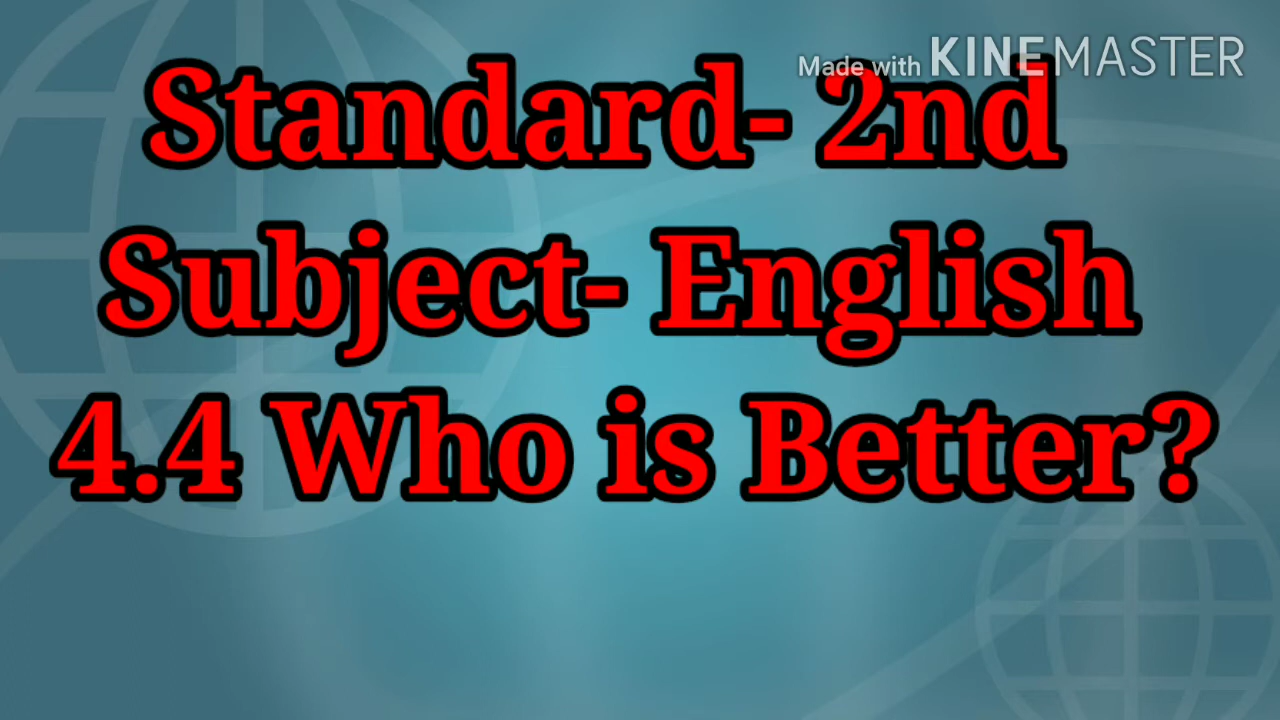 Made with KINEMASTER
Standard- 2nd
Subject- English
4.4 Who is Better?